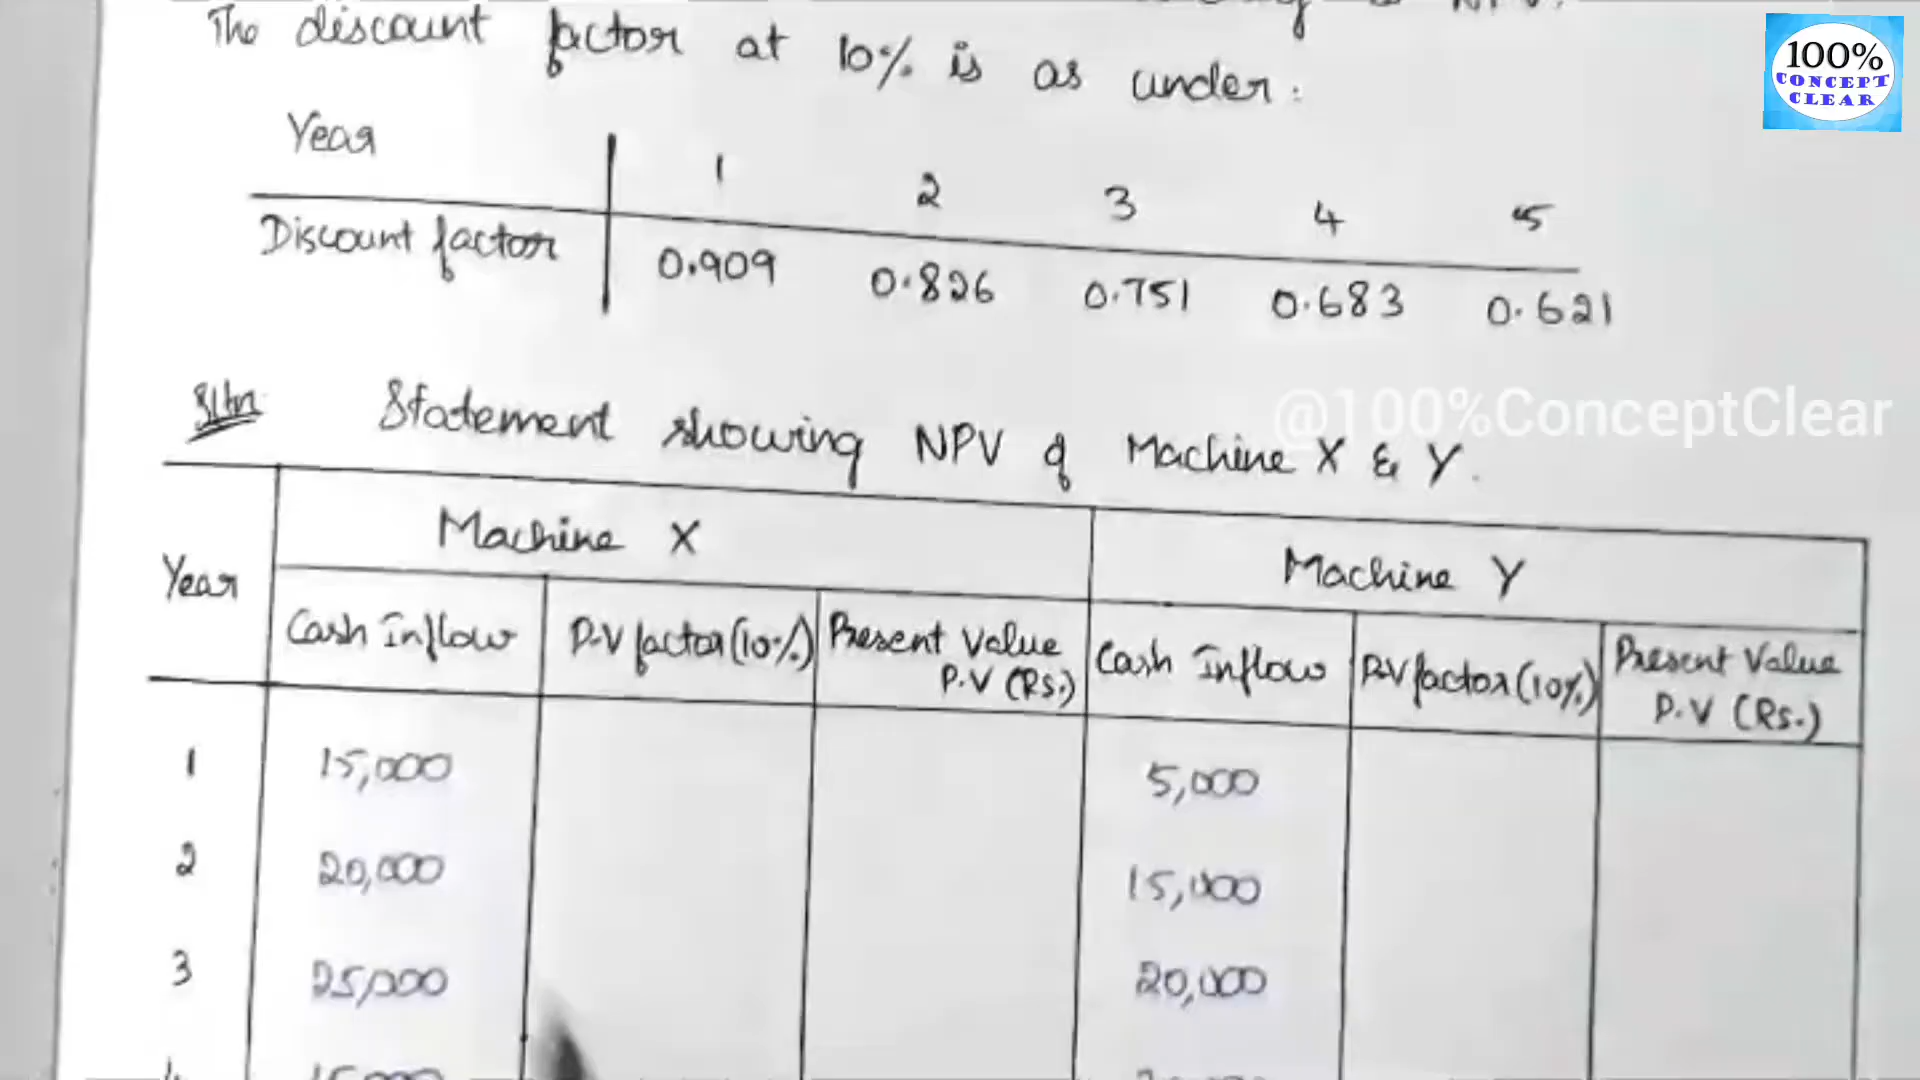 NPV.
The discount factor at 10% is as under:
Year 1 2 3 4 5
Discount factor 0.909 0.826 0.751 0.683 0.621
Sltn Statement showing NPV of Machine X & Y.
Year Machine X Machine Y
Cash Inflow P.V factor (10%) Present Value P.V (Rs.) Cash Inflow P.V factor (10%) Present Value P.V (Rs.)
1 15,000 5,000
2 20,000 15,000
3 25,000 20,000
100%
CONCEPT
CLEAR
@100%ConceptClear